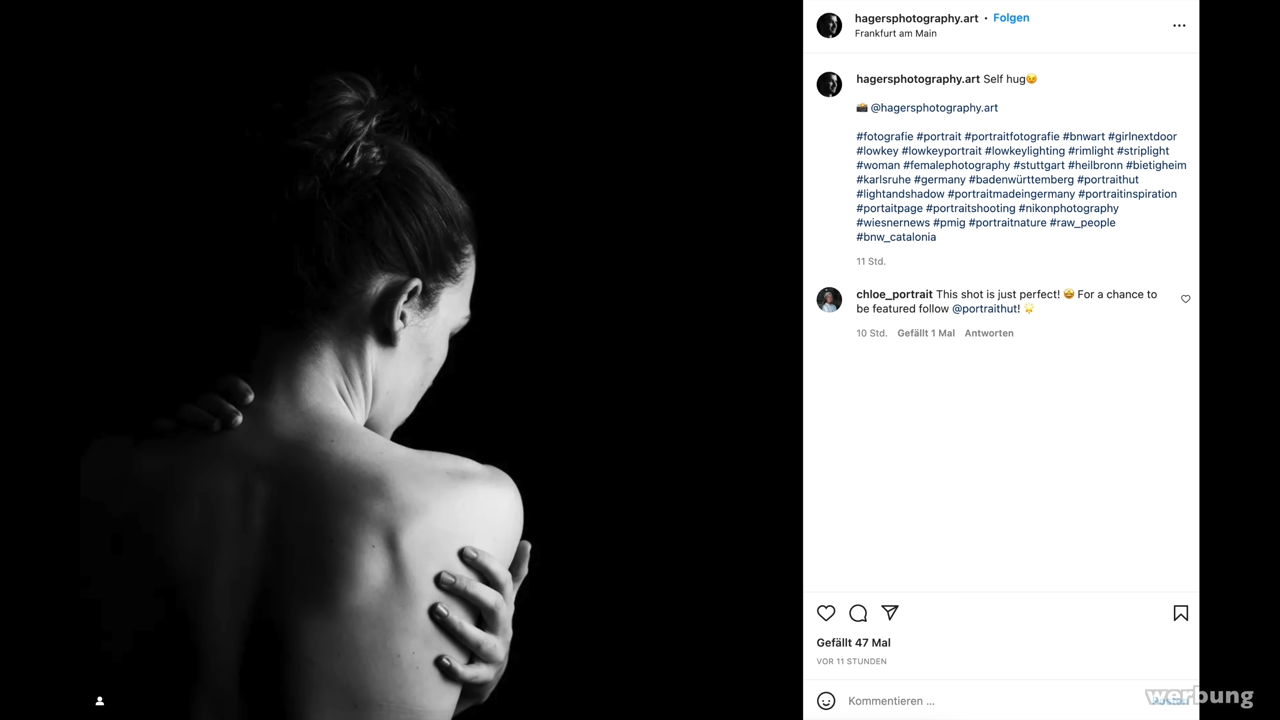 hagersphotography.art • Folgen
Frankfurt am Main
hagersphotography.art Self hug😉
📸 @hagersphotography.art
#fotografie #portrait #portraitfotografie #bnwart #girlnextdoor
#lowkey #lowkeyportrait #lowkeylighting #rimlight #striplight
#woman #femalephotography #stuttgart #heilbronn #bietigheim
#karlsruhe #germany #badenwürttemberg #portraithut
#lightandshadow #portraitmadeingermany #portraitinspiration
#portaitpage #portraitshooting #nikonphotography
#wiesnernews #pmig #portraitnature #raw_people
#bnw_catalonia
11 Std.
chloe_portrait This shot is just perfect! 🤩 For a chance to
be featured follow @portraithut! 🌟
10 Std. Gefällt 1 Mal Antworten
Gefällt 47 Mal
VOR 11 STUNDEN
Kommentieren ...
werbung